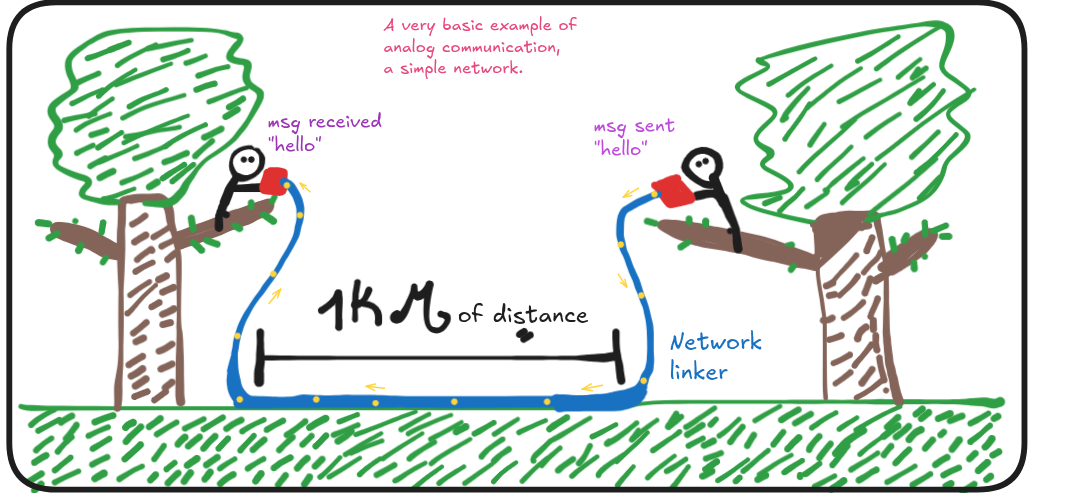 A very basic example of
analog communication,
a simple network.
msg received
"hello"
msg sent
"hello"
1KM of distance
Network
linker